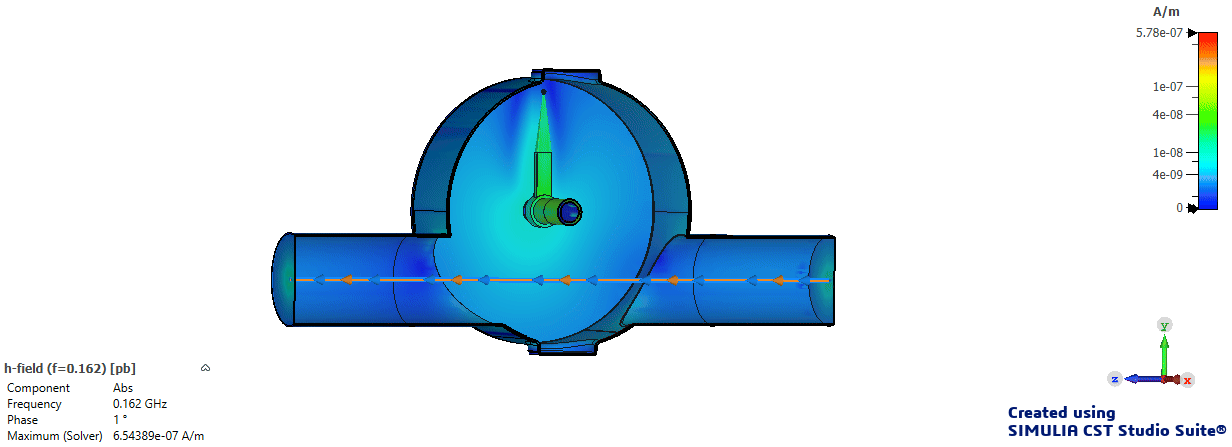 A/m
5.78e-07
1e-07
4e-08
1e-08
4e-09
0
y
z
x
h-field (f=0.162) [pb]
Component Abs
Frequency 0.162 GHz
Phase 1 °
Maximum (Solver) 6.54389e-07 A/m
Created using
SIMULIA CST Studio Suite®